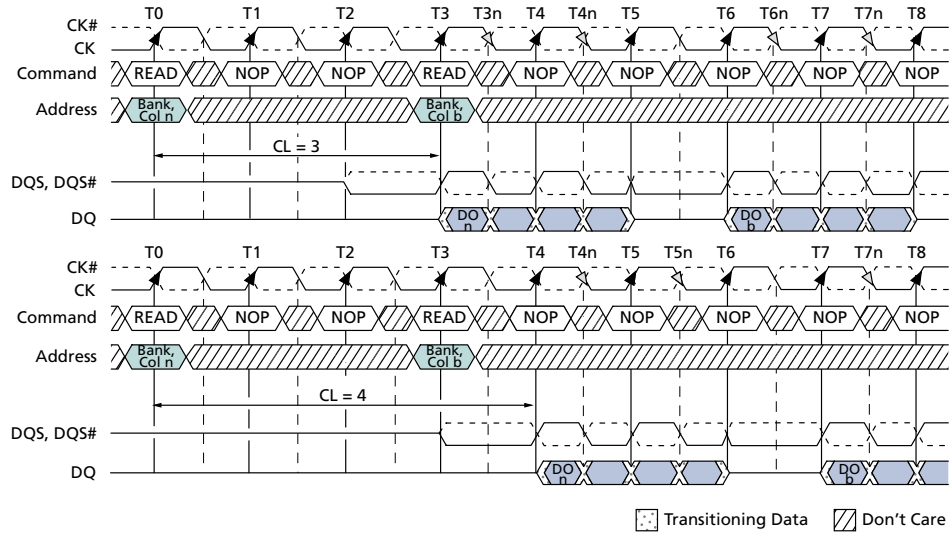 T0 T1 T2 T3 T3n T4 T4n T5 T6 T6n T7 T7n T8
CK#
CK
Command READ NOP NOP READ NOP NOP NOP NOP NOP
Address Bank, Col n Bank, Col b
CL = 3
DQS, DQS#
DQ DO n DO b
T0 T1 T2 T3 T4 T4n T5 T5n T6 T7 T7n T8
CK#
CK
Command READ NOP NOP READ NOP NOP NOP NOP NOP
Address Bank, Col n Bank, Col b
CL = 4
DQS, DQS#
DQ DO n DO b
Transitioning Data Don't Care